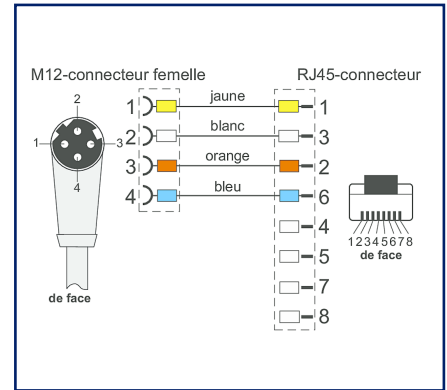 M12-connecteur femelle
RJ45-connecteur
1 jaune 1
2 blanc 3
3 orange 2
4 bleu 6
4
5
7
8
2
1
3
4
de face
12345678
de face